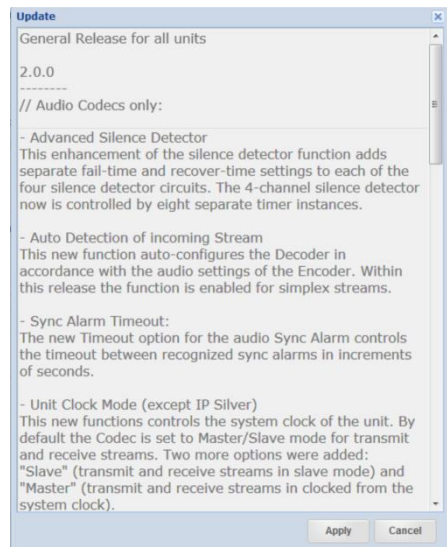 Update
General Release for all units
2.0.0
--------
// Audio Codecs only:
- Advanced Silence Detector
This enhancement of the silence detector function adds
separate fail-time and recover-time settings to each of the
four silence detector circuits. The 4-channel silence detector
now is controlled by eight separate timer instances.
- Auto Detection of incoming Stream
This new function auto-configures the Decoder in
accordance with the audio settings of the Encoder. Within
this release the function is enabled for simplex streams.
- Sync Alarm Timeout:
The new Timeout option for the audio Sync Alarm controls
the timeout between recognized sync alarms in increments
of seconds.
- Unit Clock Mode (except IP Silver)
This new functions controls the system clock of the unit. By
default the Codec is set to Master/Slave mode for transmit
and receive streams. Two more options were added:
"Slave" (transmit and receive streams in slave mode) and
"Master" (transmit and receive streams in clocked from the
system clock).
Apply Cancel